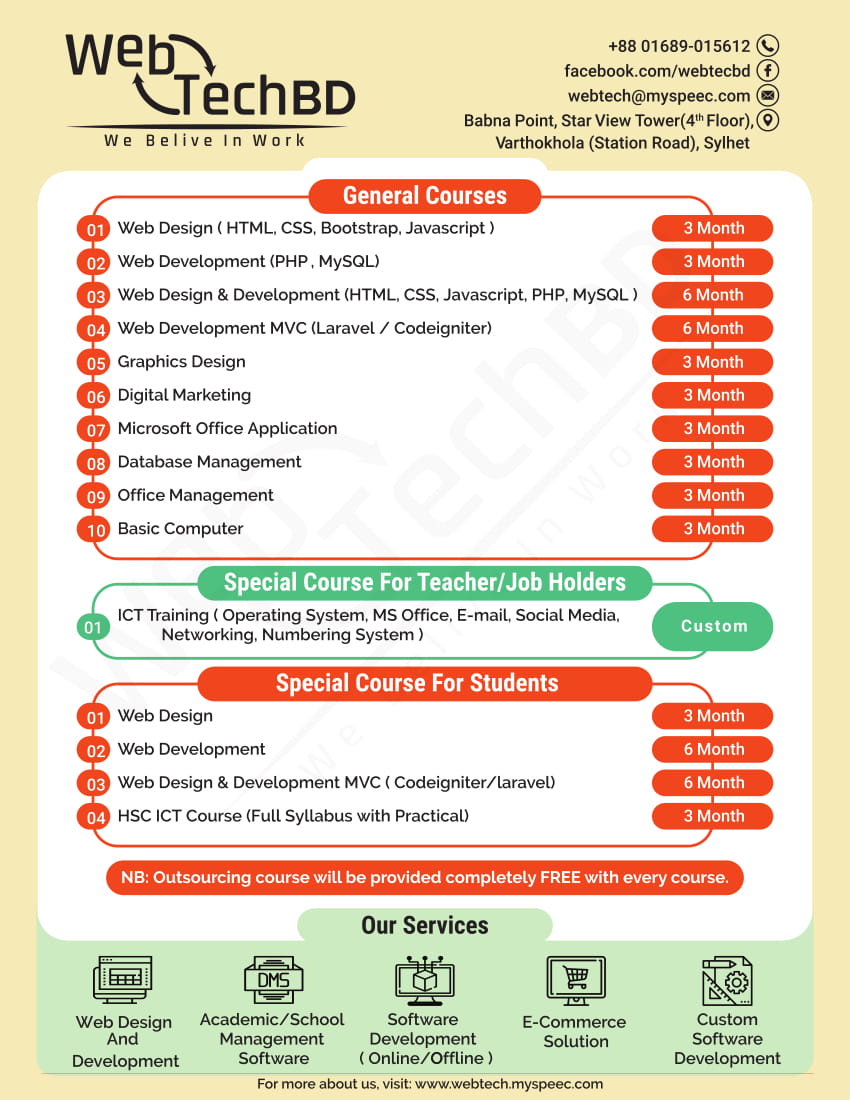 Web
TechBD
We Belive In Work
+88 01689-015612
facebook.com/webtecbd
webtech@myspeec.com
Babna Point, Star View Tower(4th Floor),
Varthokhola (Station Road), Sylhet
General Courses
01 Web Design ( HTML, CSS, Bootstrap, Javascript ) 3 Month
02 Web Development (PHP , MySQL) 3 Month
03 Web Design & Development (HTML, CSS, Javascript, PHP, MySQL ) 6 Month
04 Web Development MVC (Laravel / Codeigniter) 6 Month
05 Graphics Design 3 Month
06 Digital Marketing 3 Month
07 Microsoft Office Application 3 Month
08 Database Management 3 Month
09 Office Management 3 Month
10 Basic Computer 3 Month
Special Course For Teacher/Job Holders
01 ICT Training ( Operating System, MS Office, E-mail, Social Media,
Networking, Numbering System )
Custom
Special Course For Students
01 Web Design 3 Month
02 Web Development 6 Month
03 Web Design & Development MVC ( Codeigniter/laravel) 6 Month
04 HSC ICT Course (Full Syllabus with Practical) 3 Month
NB: Outsourcing course will be provided completely FREE with every course.
Our Services
Web Design
And
Development
DMS
Academic/School
Management
Software
Software
Development
( Online/Offline )
E-Commerce
Solution
Custom
Software
Development
For more about us, visit: www.webtech.myspeec.com